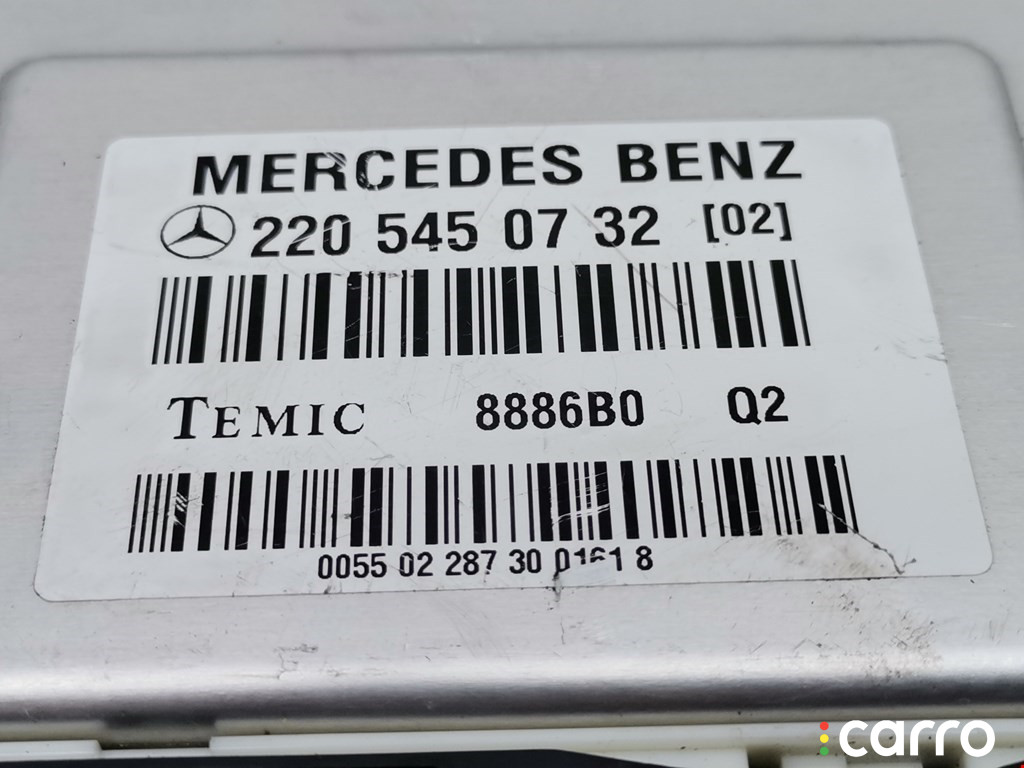 MERCEDES BENZ
220 545 07 32 [02]
TEMIC 8886B0 Q2
0055 02 287 30 0161 8
carro